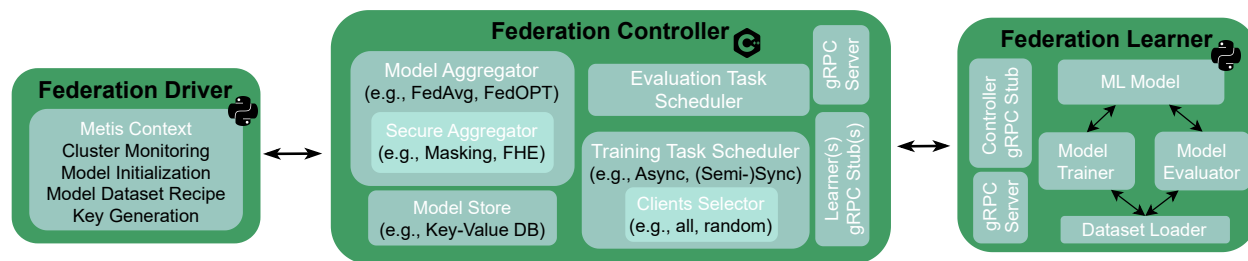 Federation Driver
Metis Context
Cluster Monitoring
Model Initialization
Model Dataset Recipe
Key Generation
Federation Controller
C++
Model Aggregator
(e.g., FedAvg, FedOPT)
Secure Aggregator
(e.g., Masking, FHE)
Model Store
(e.g., Key-Value DB)
Evaluation Task
Scheduler
Training Task Scheduler
(e.g., Async, (Semi-)Sync)
Clients Selector
(e.g., all, random)
gRPC
Server
Learner(s)
gRPC Stub(s)
Federation Learner
Controller
gRPC Stub
gRPC
Server
ML Model
Model
Trainer
Model
Evaluator
Dataset Loader